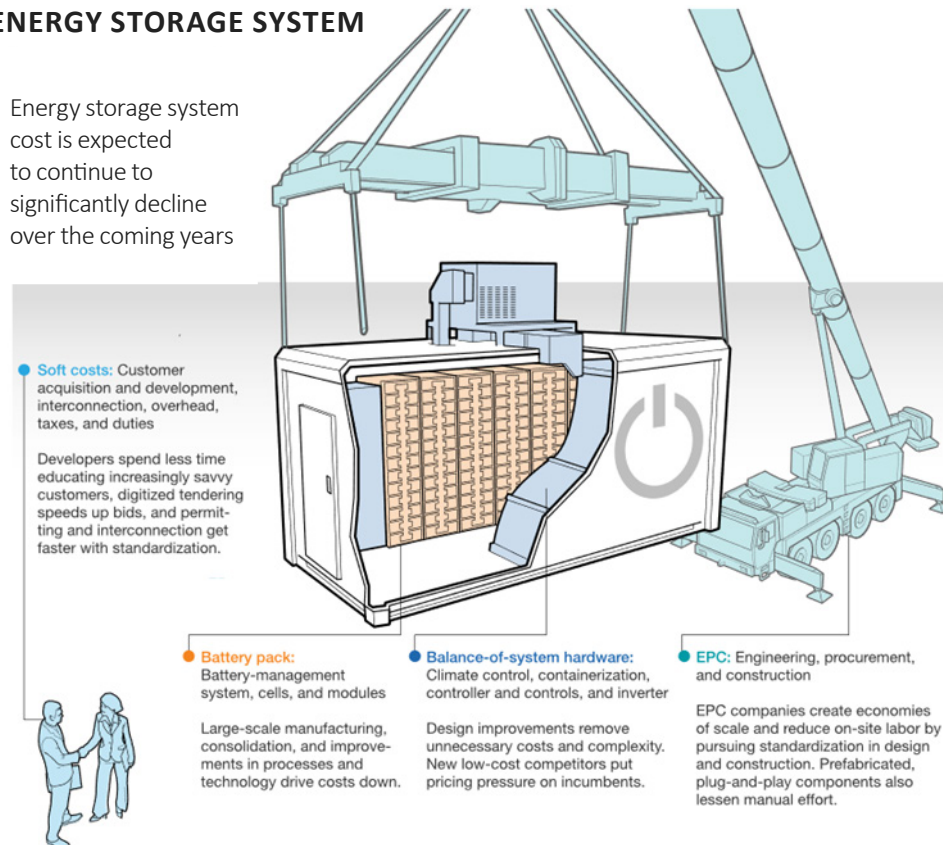 ENERGY STORAGE SYSTEM
Energy storage system
cost is expected
to continue to
significantly decline
over the coming years
Soft costs: Customer
acquisition and development,
interconnection, overhead,
taxes, and duties
Developers spend less time
educating increasingly savvy
customers, digitized tendering
speeds up bids, and permit-
ting and interconnection get
faster with standardization.
Battery pack:
Battery-management
system, cells, and modules
Large-scale manufacturing,
consolidation, and improve-
ments in processes and
technology drive costs down.
Balance-of-system hardware:
Climate control, containerization,
controller and controls, and inverter
Design improvements remove
unnecessary costs and complexity.
New low-cost competitors put
pricing pressure on incumbents.
EPC: Engineering, procurement,
and construction
EPC companies create economies
of scale and reduce on-site labor by
pursuing standardization in design
and construction. Prefabricated,
plug-and-play components also
lessen manual effort.